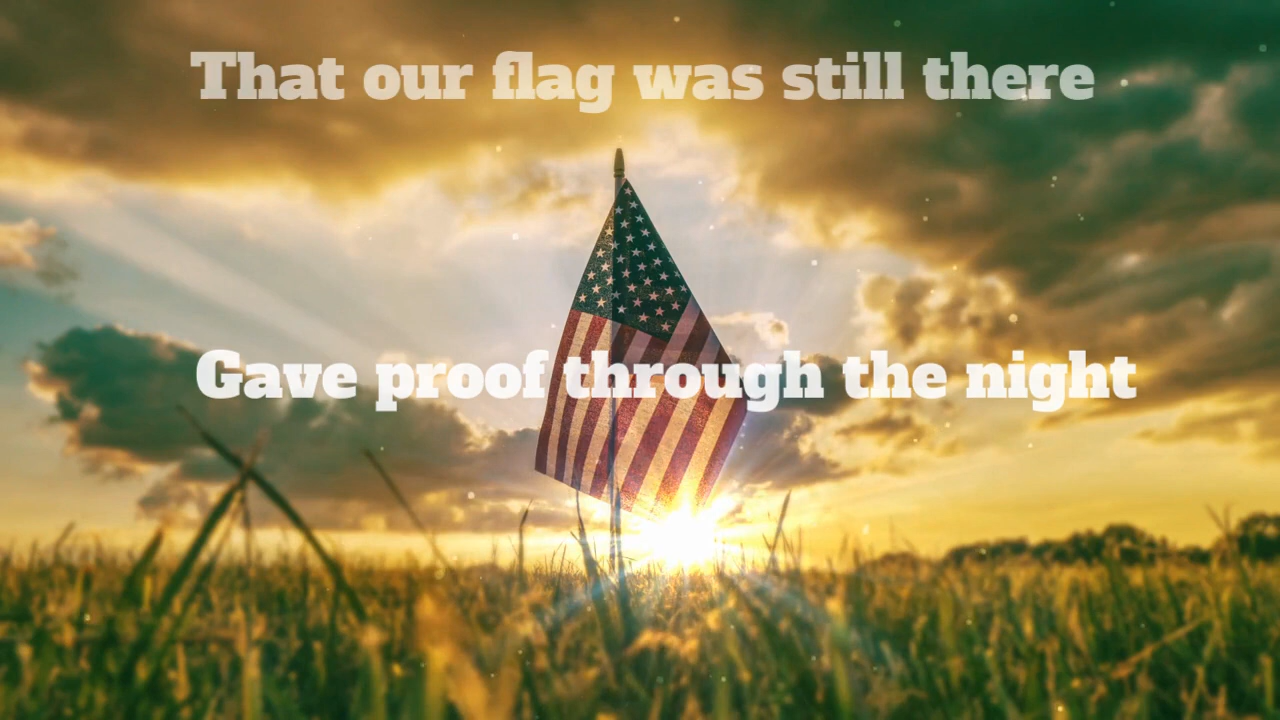 That our flag was still there
Gave proof through the night